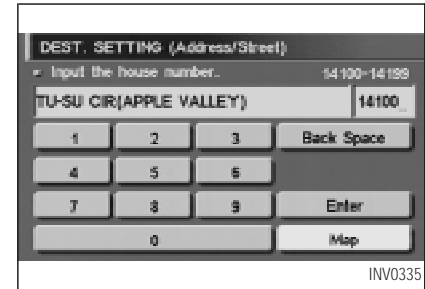 DEST. SETTING (Address/Street)
Input the house number. 14100~14199
TU-SU CIR(APPLE VALLEY) 14100_
1 2 3 Back Space
4 5 6
7 8 9 Enter
0 Map
INV0335